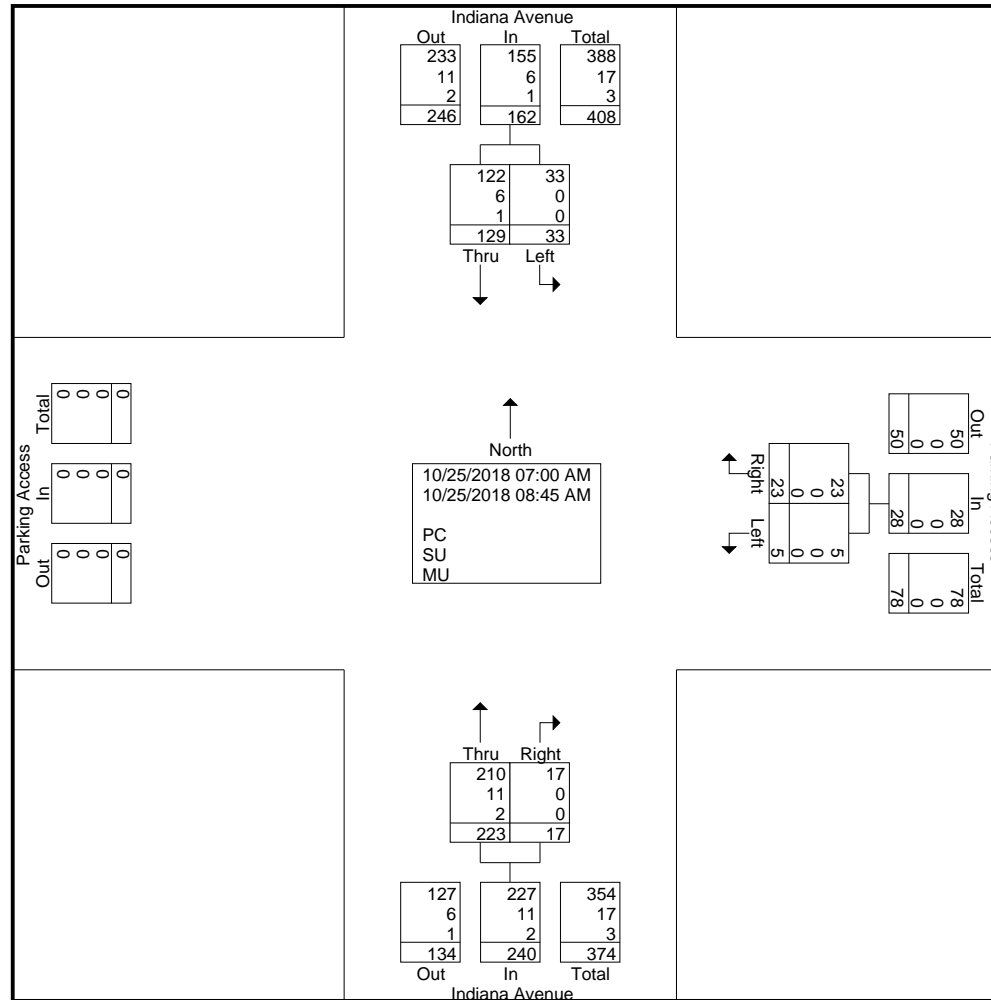 Indiana Avenue
Out In Total
233 155 388
11 6 17
2 1 3
246 162 408
122 33
6 0
1 0
129 33
Thru Left
Parking Access
Out In Total
0 0 0
0 0 0
0 0 0
0 0 0
North
10/25/2018 07:00 AM
10/25/2018 08:45 AM
PC
SU
MU
Right Left
23 5
0 0
0 0
23 5
Out In Total
50 28 78
0 0 0
0 0 0
50 28 78
Thru Right
210 17
11 0
2 0
223 17
127 227 354
6 11 17
1 2 3
134 240 374
Out In Total
Indiana Avenue